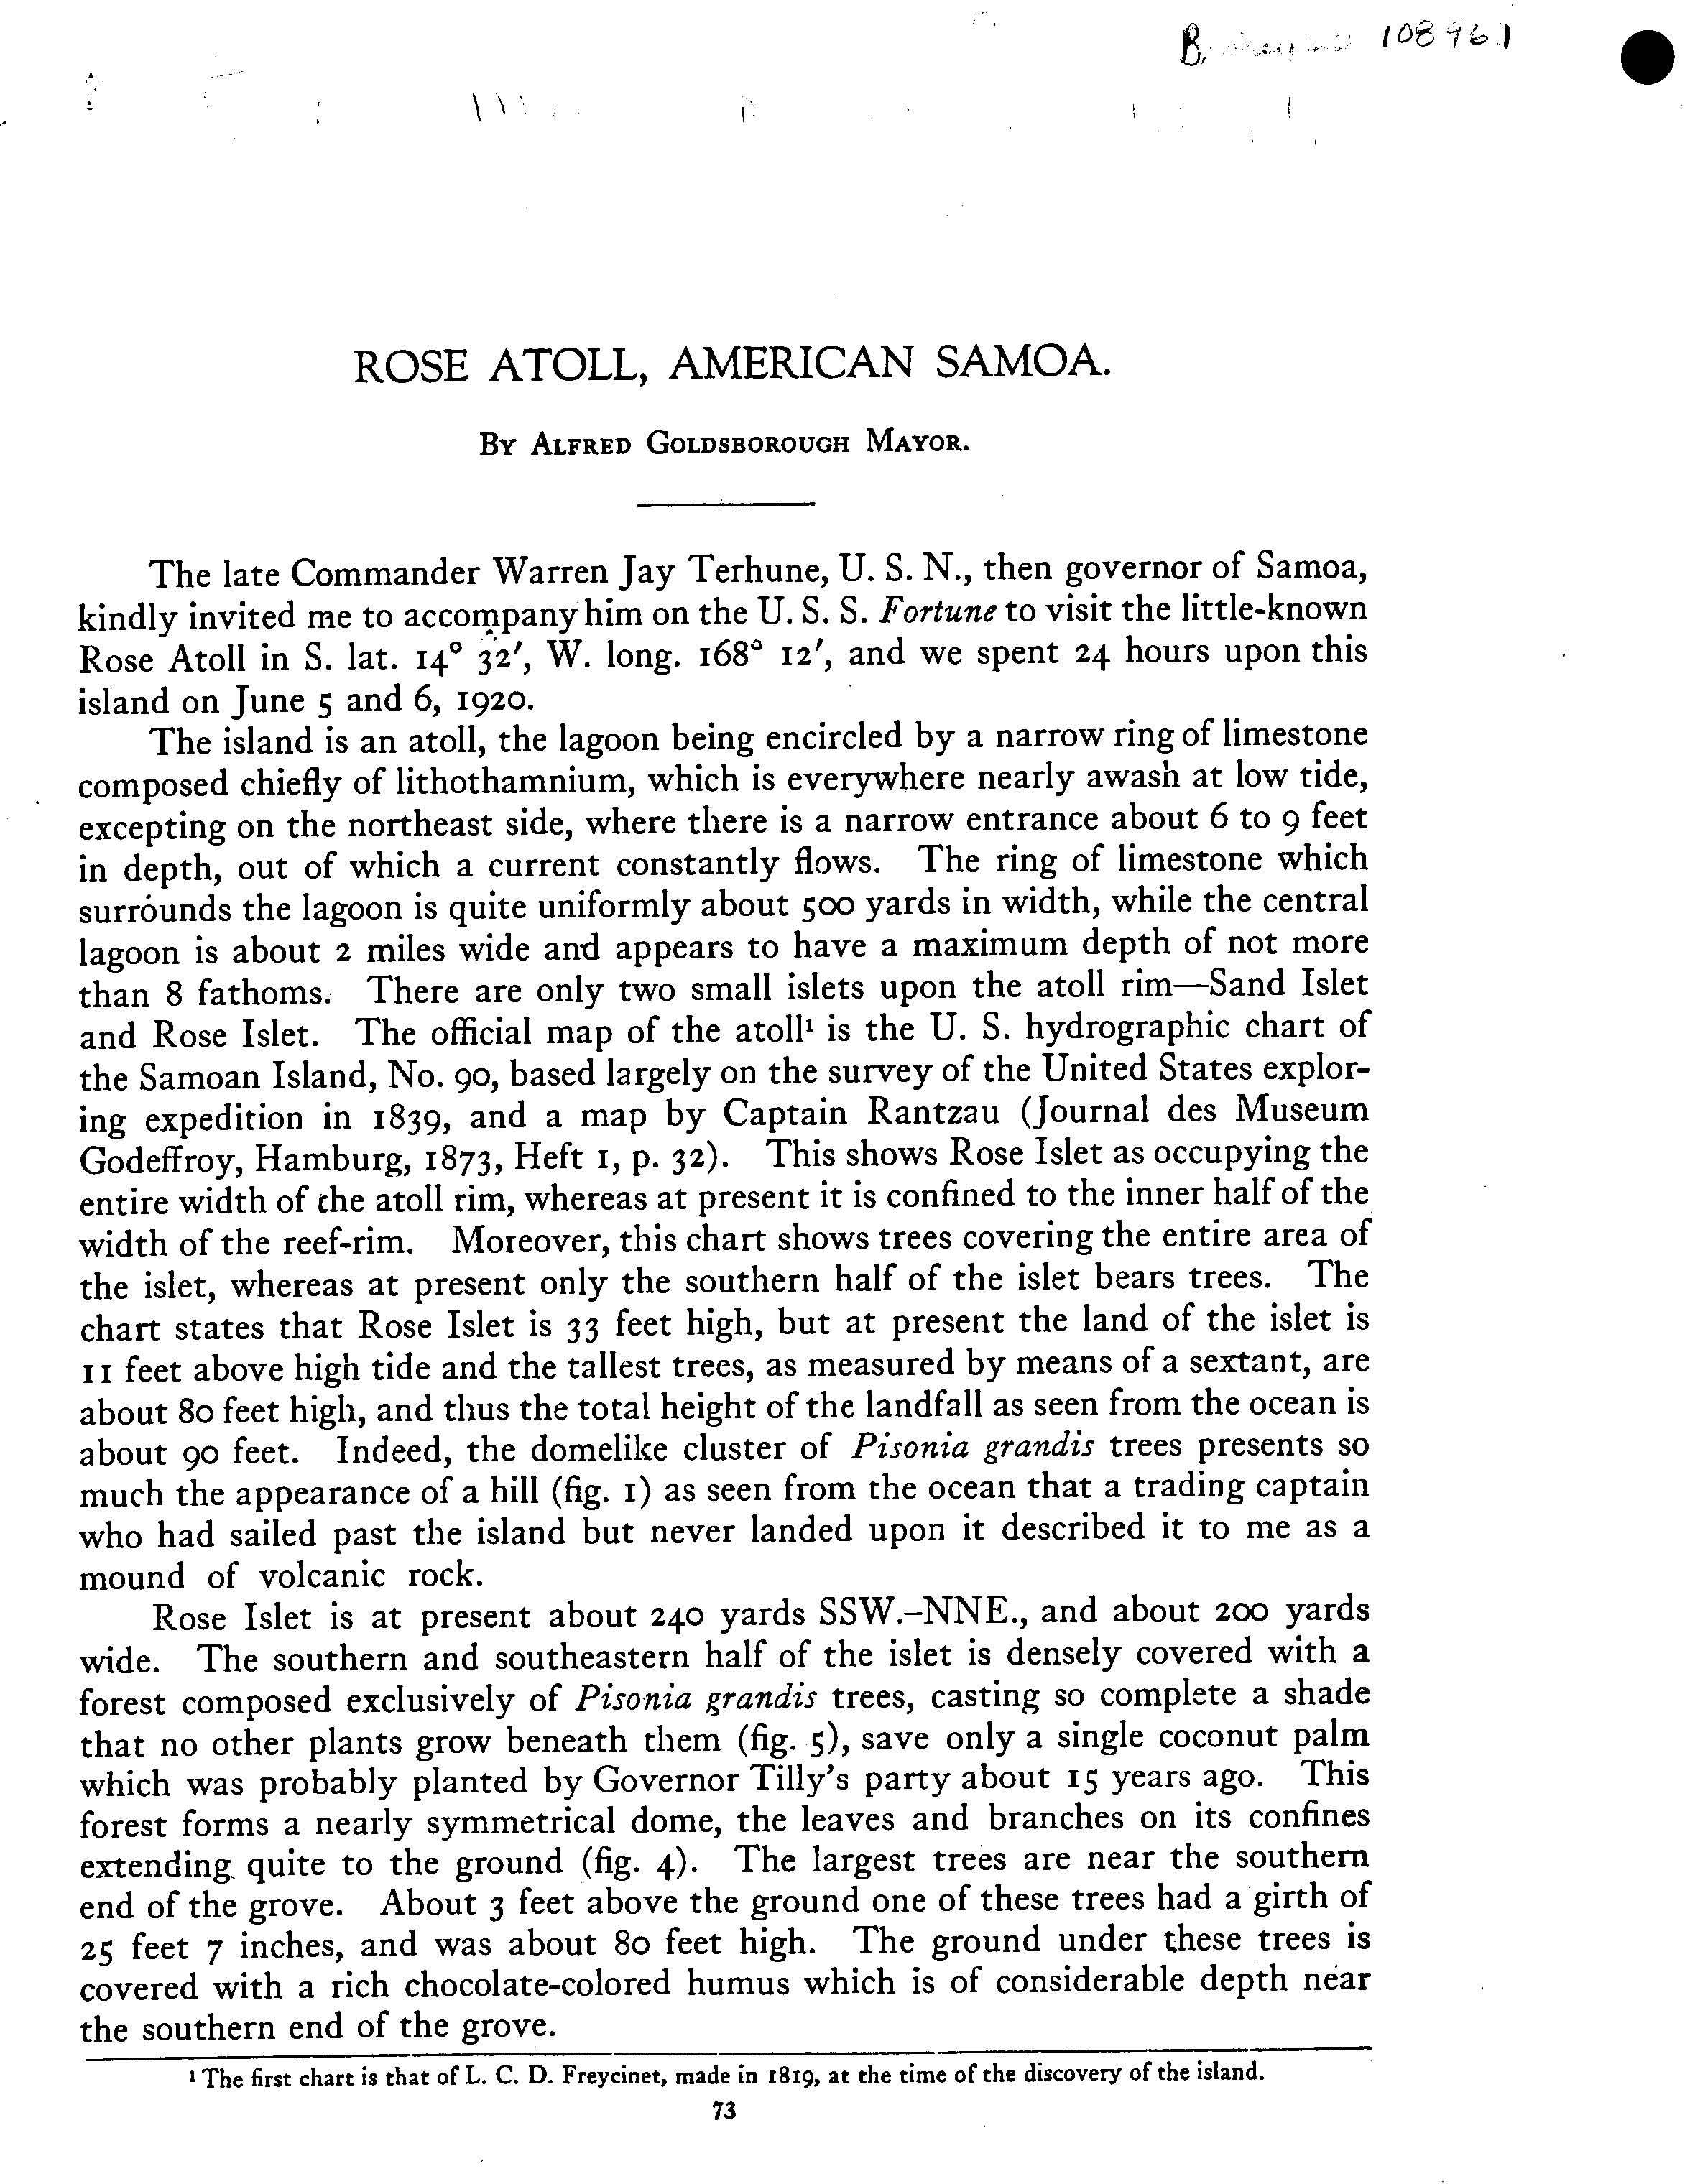 B. 108961
ROSE ATOLL, AMERICAN SAMOA.
By Alfred Goldsborough Mayor.
The late Commander Warren Jay Terhune, U. S. N., then governor of Samoa,
kindly invited me to accompany him on the U. S. S. Fortune to visit the little-known
Rose Atoll in S. lat. 14° 32′, W. long. 168° 12′, and we spent 24 hours upon this
island on June 5 and 6, 1920.
The island is an atoll, the lagoon being encircled by a narrow ring of limestone
composed chiefly of lithothamnium, which is everywhere nearly awash at low tide,
excepting on the northeast side, where there is a narrow entrance about 6 to 9 feet
in depth, out of which a current constantly flows. The ring of limestone which
surrounds the lagoon is quite uniformly about 500 yards in width, while the central
lagoon is about 2 miles wide and appears to have a maximum depth of not more
than 8 fathoms. There are only two small islets upon the atoll rim—Sand Islet
and Rose Islet. The official map of the atoll¹ is the U. S. hydrographic chart of
the Samoan Island, No. 90, based largely on the survey of the United States explor-
ing expedition in 1839, and a map by Captain Rantzau (Journal des Museum
Godeffroy, Hamburg, 1873, Heft 1, p. 32). This shows Rose Islet as occupying the
entire width of the atoll rim, whereas at present it is confined to the inner half of the
width of the reef-rim. Moreover, this chart shows trees covering the entire area of
the islet, whereas at present only the southern half of the islet bears trees. The
chart states that Rose Islet is 33 feet high, but at present the land of the islet is
11 feet above high tide and the tallest trees, as measured by means of a sextant, are
about 80 feet high, and thus the total height of the landfall as seen from the ocean is
about 90 feet. Indeed, the domelike cluster of Pisonia grandis trees presents so
much the appearance of a hill (fig. 1) as seen from the ocean that a trading captain
who had sailed past the island but never landed upon it described it to me as a
mound of volcanic rock.
Rose Islet is at present about 240 yards SSW.–NNE., and about 200 yards
wide. The southern and southeastern half of the islet is densely covered with a
forest composed exclusively of Pisonia grandis trees, casting so complete a shade
that no other plants grow beneath them (fig. 5), save only a single coconut palm
which was probably planted by Governor Tilly's party about 15 years ago. This
forest forms a nearly symmetrical dome, the leaves and branches on its confines
extending quite to the ground (fig. 4). The largest trees are near the southern
end of the grove. About 3 feet above the ground one of these trees had a girth of
25 feet 7 inches, and was about 80 feet high. The ground under these trees is
covered with a rich chocolate-colored humus which is of considerable depth near
the southern end of the grove.
¹ The first chart is that of L. C. D. Freycinet, made in 1819, at the time of the discovery of the island.
73